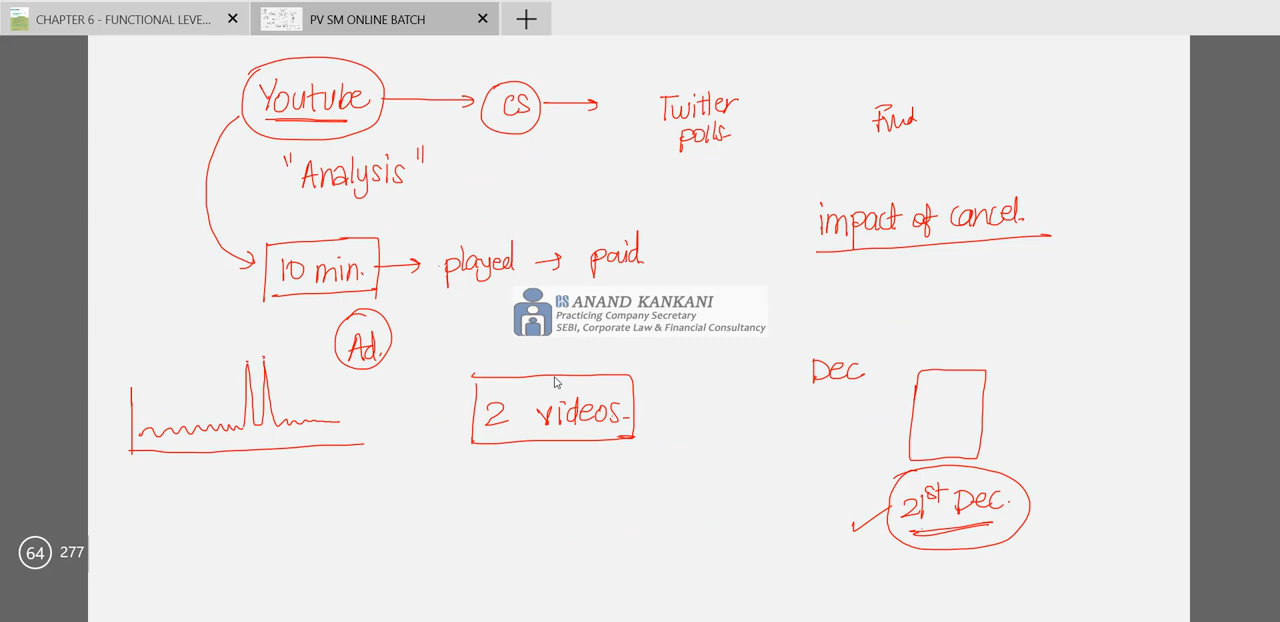 CHAPTER 6 - FUNCTIONAL LEVE...
PV SM ONLINE BATCH
Youtube
CS
Twitter
polls
"Analysis"
impact of cancel.
10 min.
played
paid
CS ANAND KANKANI
Practicing Company Secretary
SEBI, Corporate Law & Financial Consultancy
Ad.
Dec
2 videos
21st Dec.
64 277